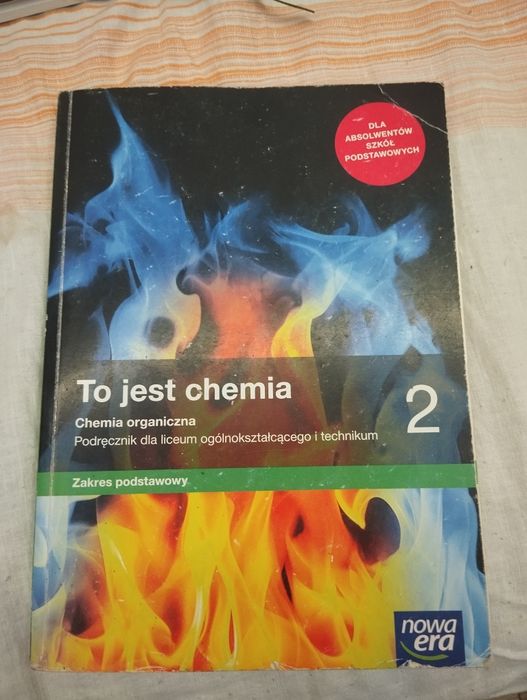 DLA
ABSOLWENTÓW
SZKÓŁ
PODSTAWOWYCH
To jest chemia
2
Chemia organiczna
Podręcznik dla liceum ogólnokształcącego i technikum
Zakres podstawowy
nowa
era